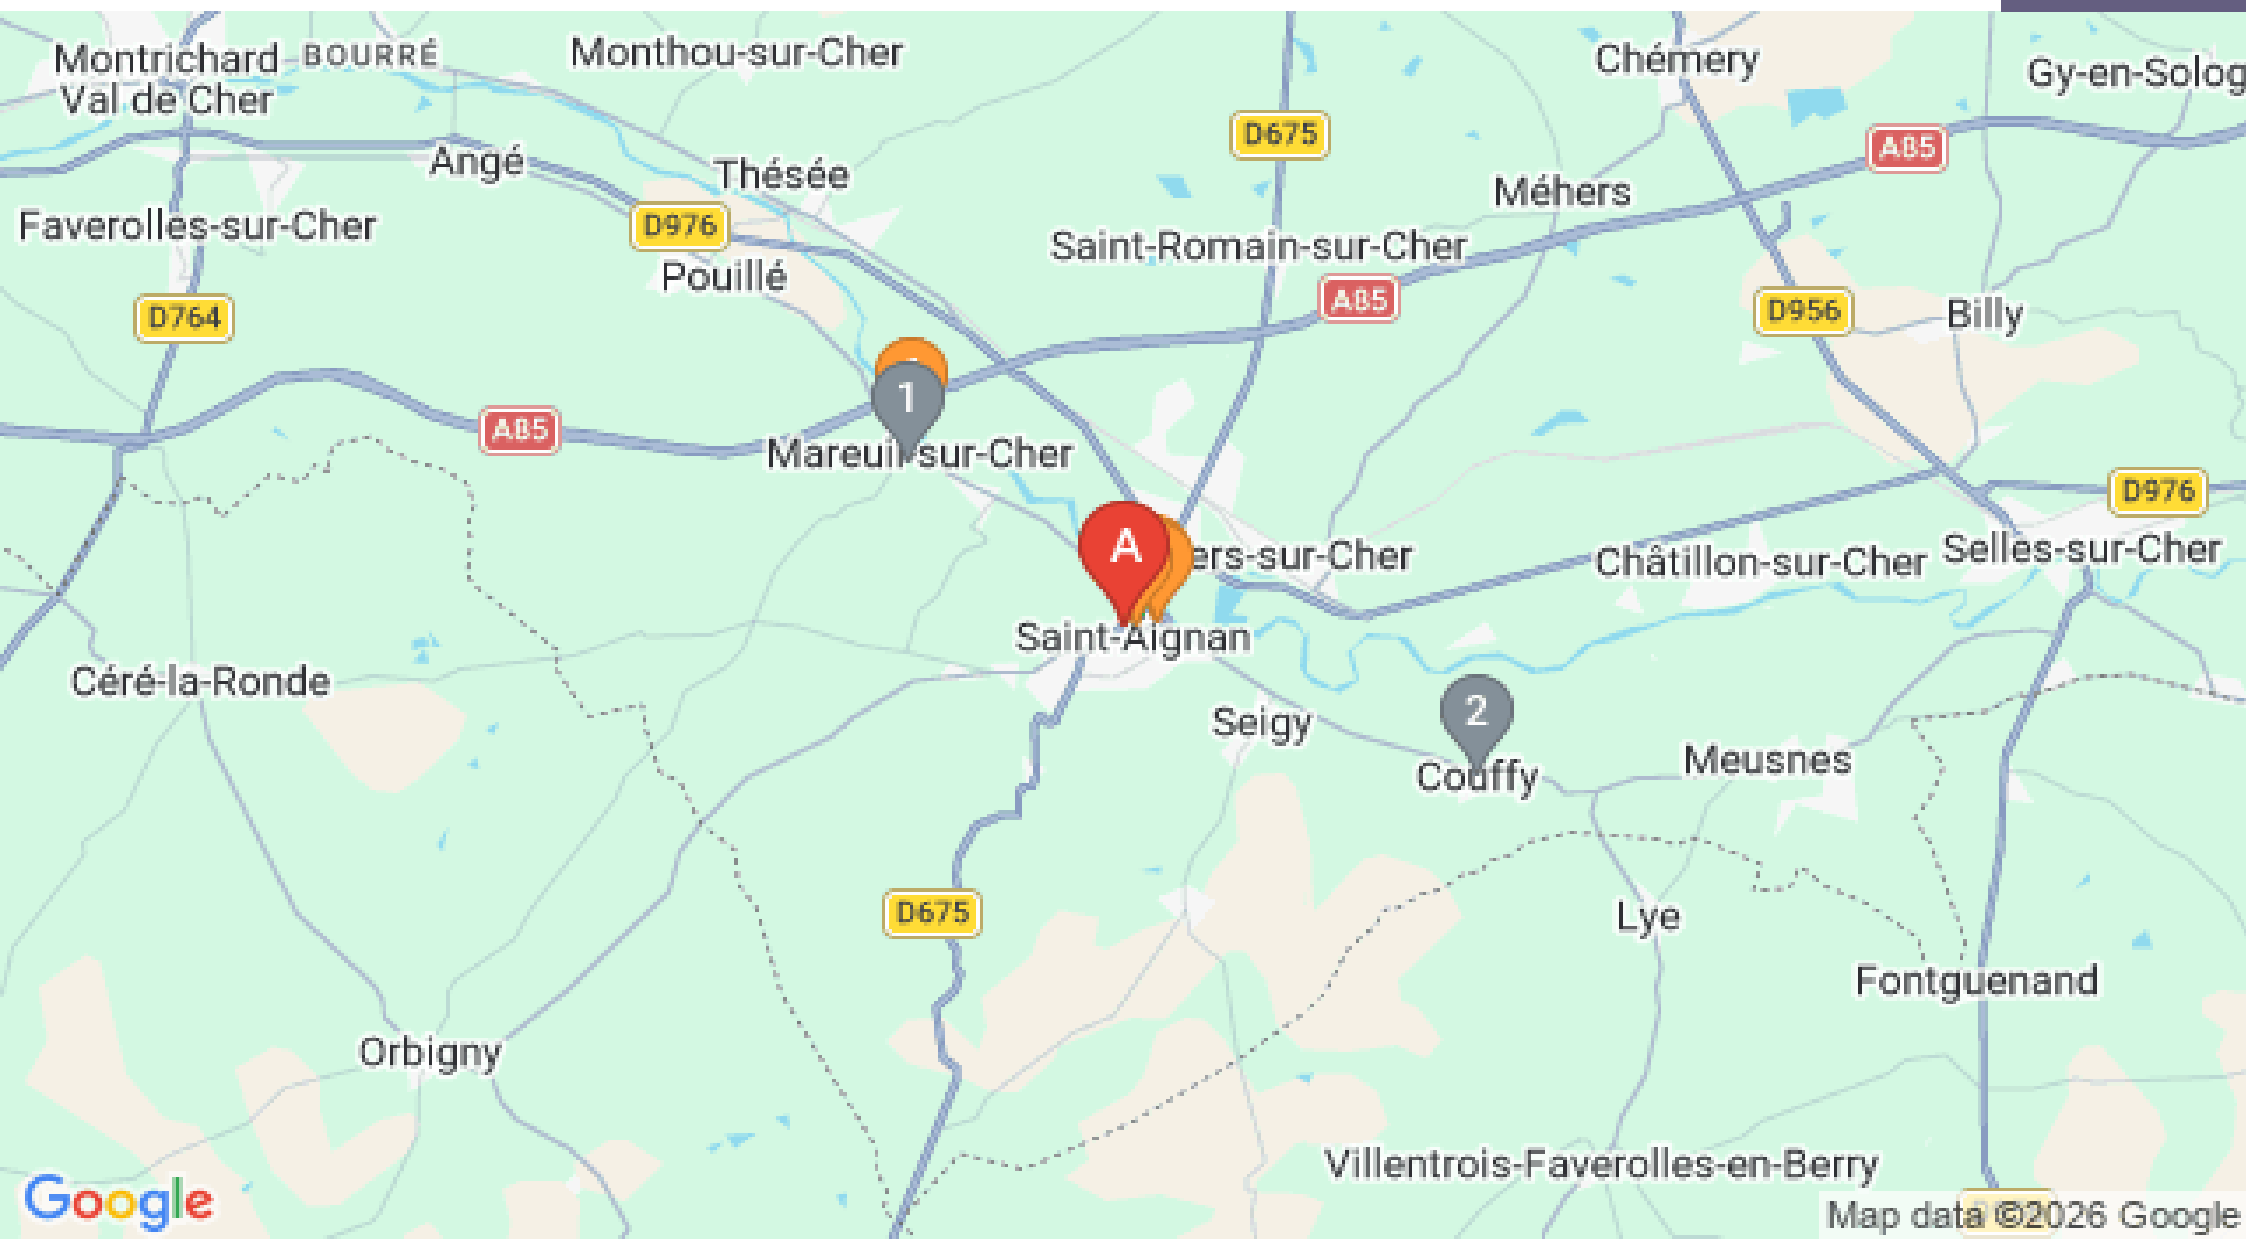 Montrichard
Val de Cher
BOURRÉ
Monthou-sur-Cher
Chémery
Gy-en-Solog
D675
A85
Angé
Thésée
Méhers
Faverolles-sur-Cher
D976
Saint-Romain-sur-Cher
Pouillé
A85
D764
D956
Billy
1
A85
Mareuil-sur-Cher
D976
A
ers-sur-Cher
Châtillon-sur-Cher
Selles-sur-Cher
Saint-Aignan
Céré-la-Ronde
2
Seigy
Couffy
Meusnes
D675
Lye
Fontguenand
Orbigny
Villentrois-Faverolles-en-Berry
Google
Map data ©2026 Google